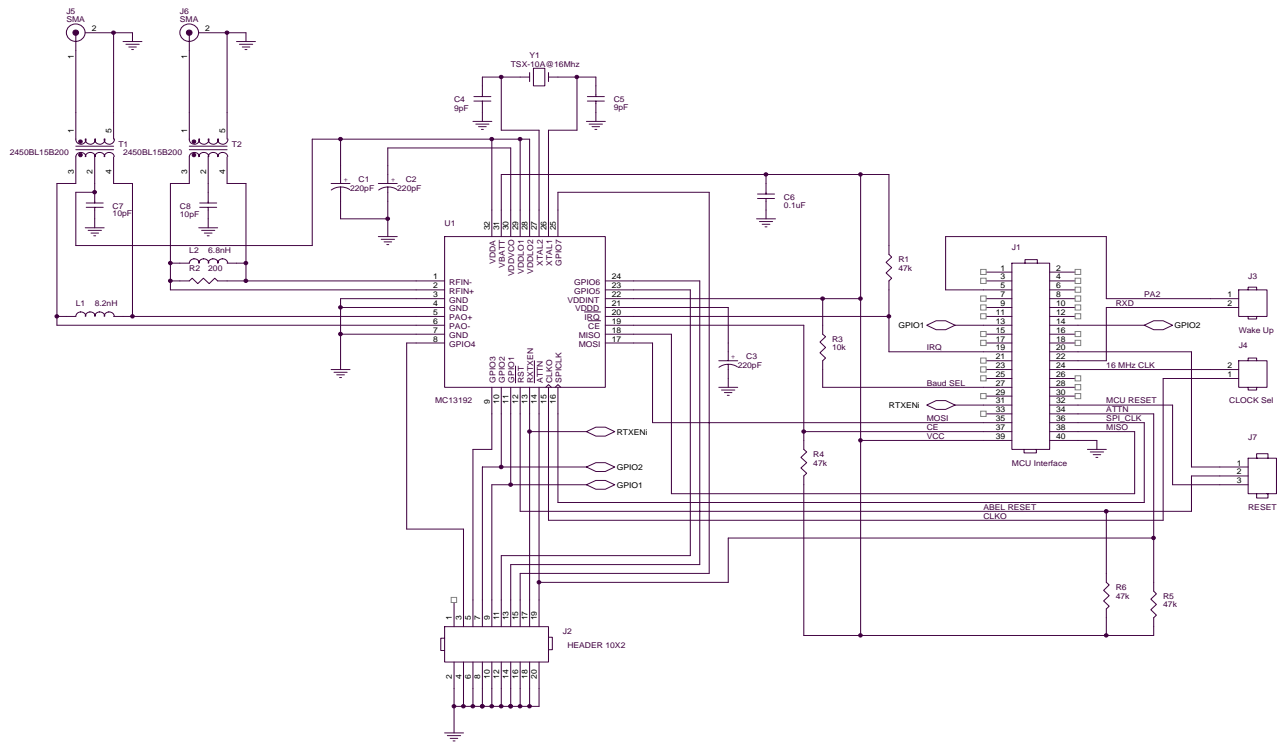 J5
SMA
2
1
J6
SMA
2
1
1
5
T1
2450BL15B200
3
2
4
C7
10pF
1
5
T2
2450BL15B200
3
2
4
C8
10pF
L2 6.8nH
R2 200
L1 8.2nH
Y1
TSX-10A@16Mhz
C4
9pF
C5
9pF
+
C1
220pF
+
C2
220pF
C6
0.1uF
U1
32 31 30 29 28 27 26 25
VDDA
VBATT
VDDVCO
VDDLO1
VDDLO2
XTAL2
XTAL1
GPIO7
1 RFIN-
2 RFIN+
3 GND
4 GND
5 PAO+
6 PAO-
7 GND
8 GPIO4
GPIO6 24
GPIO5 23
VDDINT 22
VDDD 21
IRQ 20
CE 19
MISO 18
MOSI 17
GPIO3
GPIO2
GPIO1
RST
RXTXEN
ATTN
CLKO
SPICLK
9 10 11 12 13 14 15 16
MC13192
R1
47k
R3
10k
+
C3
220pF
R4
47k
RTXENi
GPIO2
GPIO1
J1
1 2
3 4
5 6
7 8
9 10
11 12
13 14
15 16
17 18
19 20
21 22
23 24
25 26
27 28
29 30
31 32
33 34
35 36
37 38
39 40
MCU Interface
GPIO1
IRQ
Baud SEL
RTXENi
MOSI
CE
VCC
PA2
RXD
GPIO2
16 MHz CLK
MCU RESET
ATTN
SPI_CLK
MISO
J3
1
2
Wake Up
J4
2
1
CLOCK Sel
J7
1
2
3
RESET
ABEL RESET
CLKO
R6
47k
R5
47k
1 3 5 7 9 11 13 15 17 19
J2
HEADER 10X2
2 4 6 8 10 12 14 16 18 20